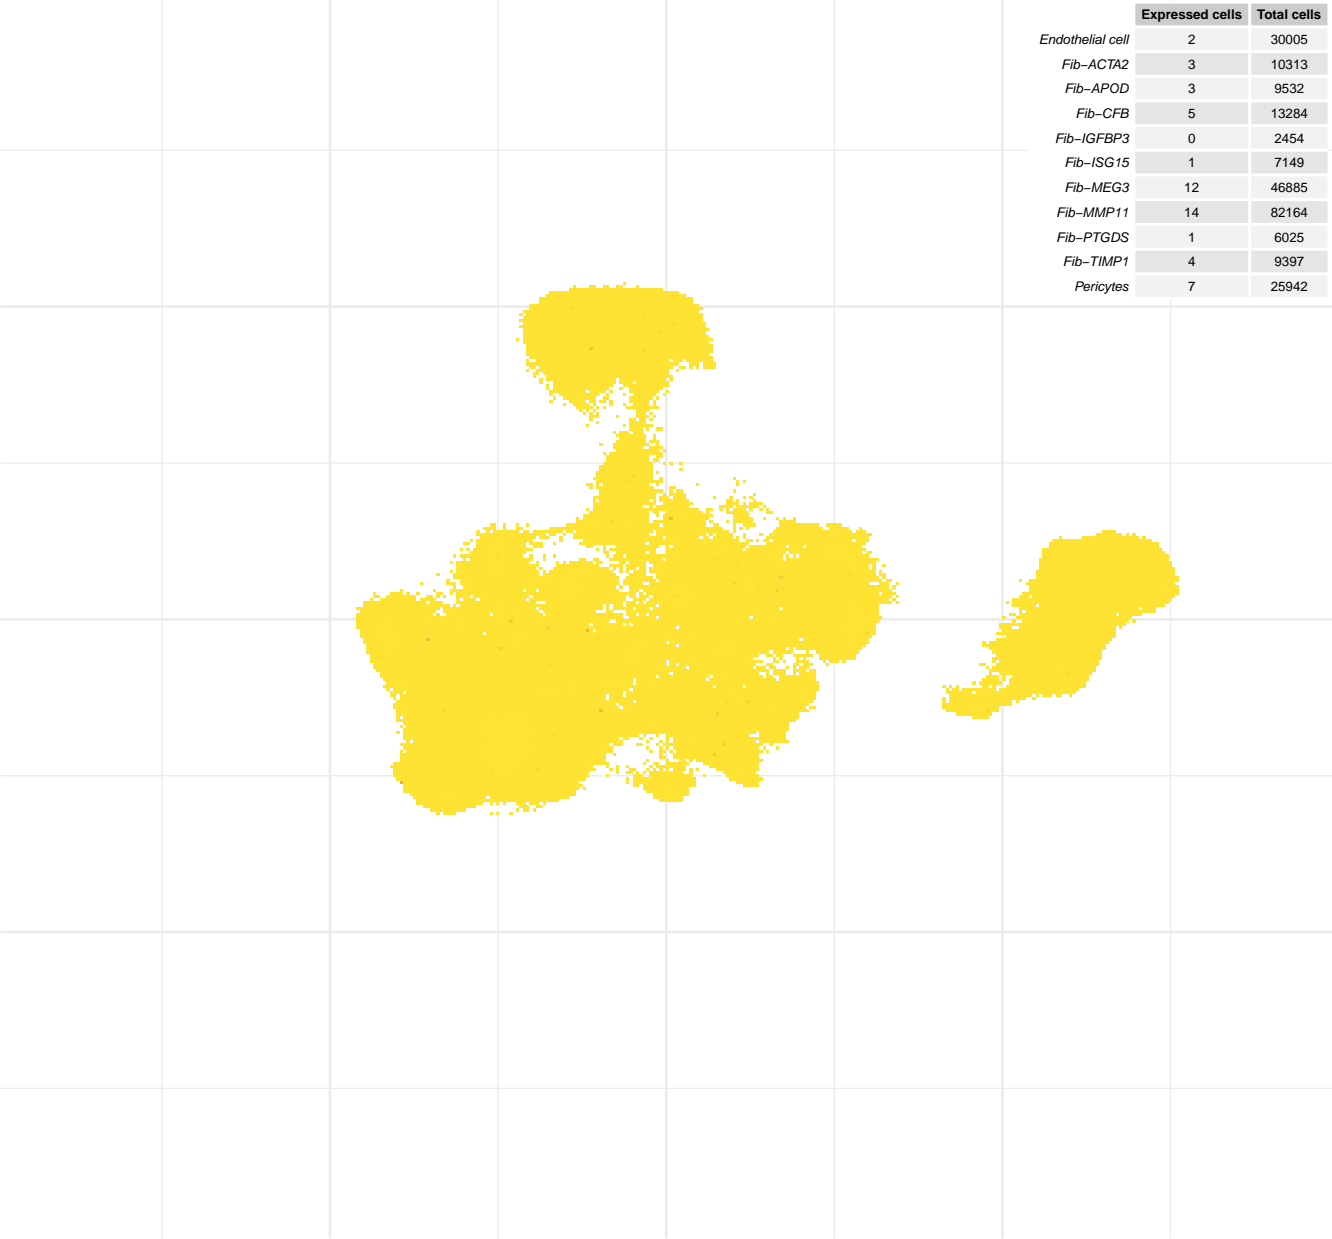 Expressed cells Total cells
Endothelial cell 2 30005
Fib−ACTA2 3 10313
Fib−APOD 3 9532
Fib−CFB 5 13284
Fib−IGFBP3 0 2454
Fib−ISG15 1 7149
Fib−MEG3 12 46885
Fib−MMP11 14 82164
Fib−PTGDS 1 6025
Fib−TIMP1 4 9397
Pericytes 7 25942